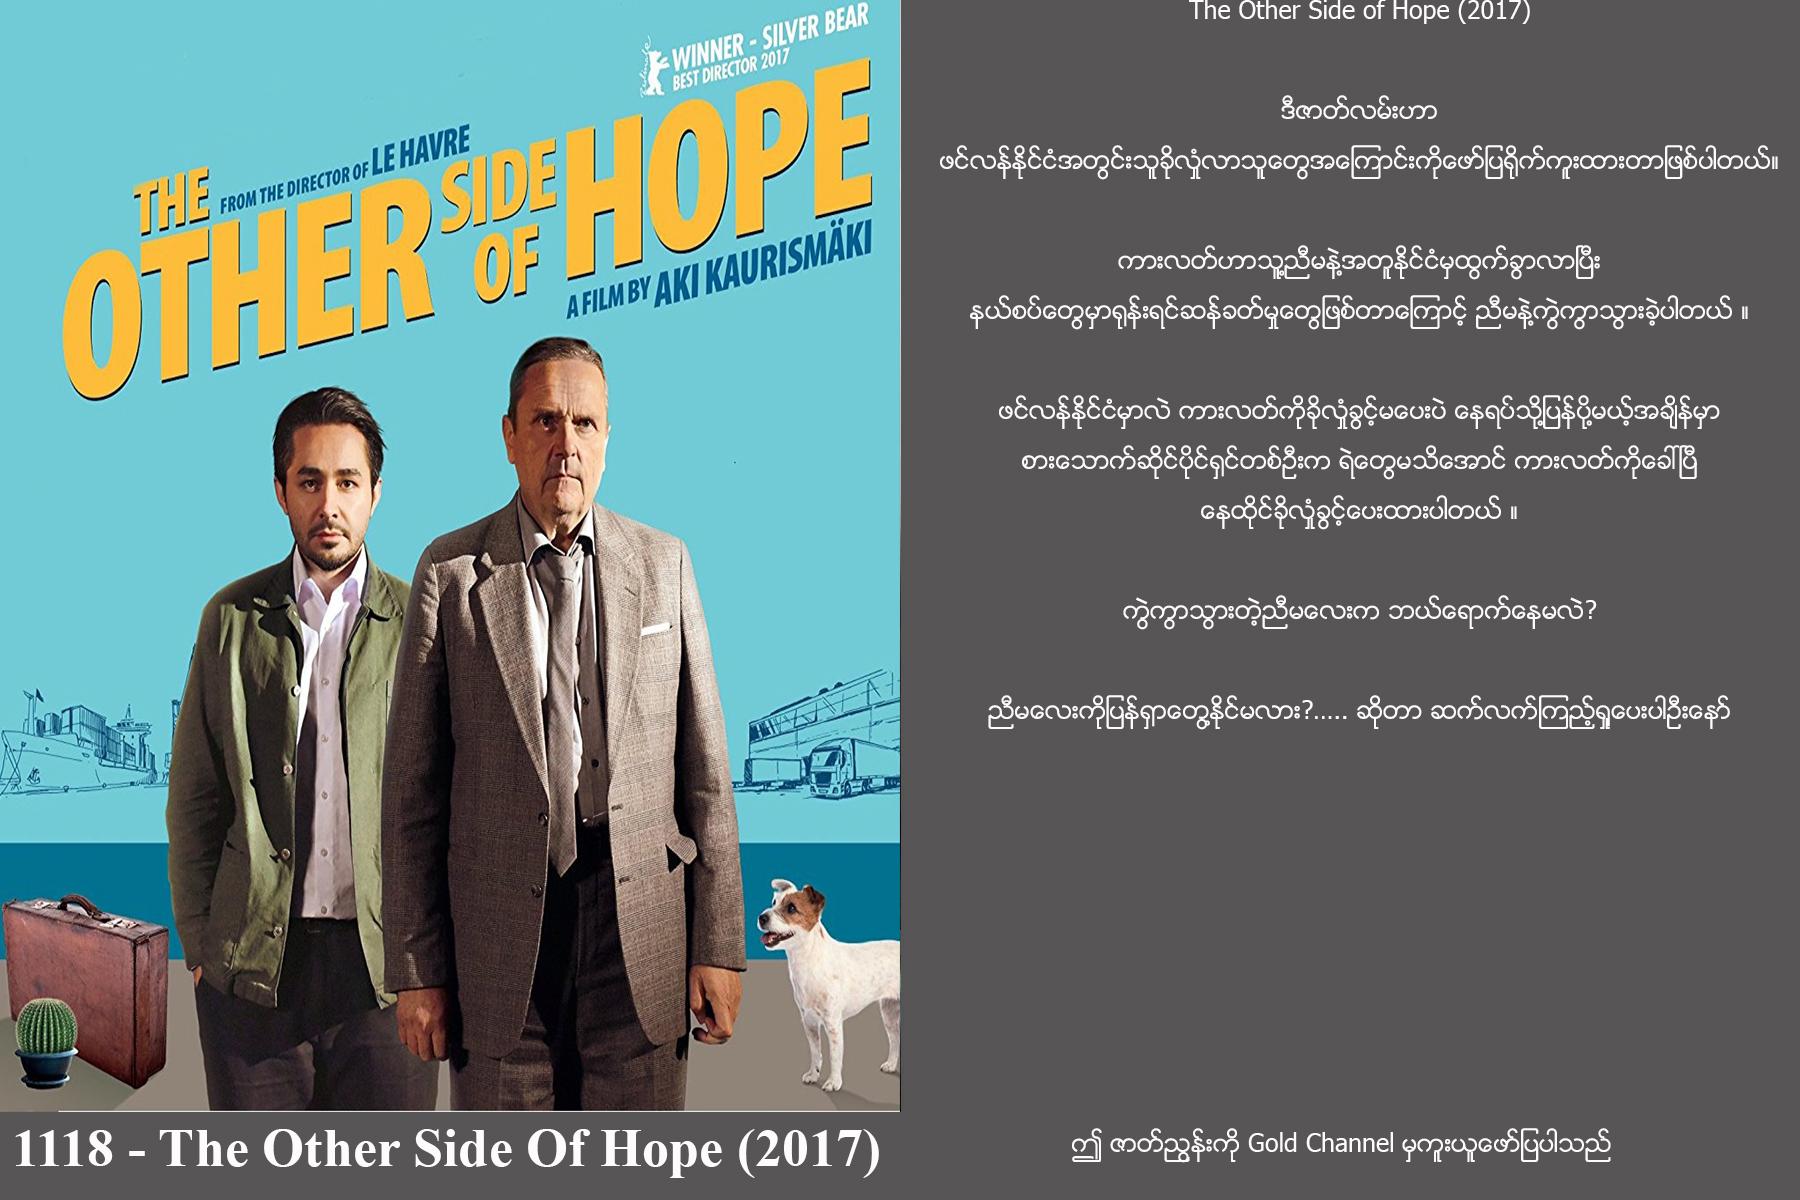 WINNER - SILVER BEAR
BEST DIRECTOR 2017
Berlinale
FROM THE DIRECTOR OF LE HAVRE
THE
OTHER SIDE
OF HOPE
A FILM BY AKI KAURISMÄKI
1118 - The Other Side Of Hope (2017)
The Other Side of Hope (2017)
ဒီဇာတ်လမ်းဟာ
ဖင်လန်နိုင်ငံအတွင်းသူခိုလှုံလာသူတွေအကြောင်းကိုဖော်ပြရိုက်ကူးထားတာဖြစ်ပါတယ်။
ကားလတ်ဟာသူ့ညီမနဲ့အတူနိုင်ငံမှထွက်ခွာလာပြီး
နယ်စပ်တွေမှာရုန်းရင်ဆန်ခတ်မှုတွေဖြစ်တာကြောင့် ညီမနဲ့ကွဲကွာသွားခဲ့ပါတယ် ။
ဖင်လန်နိုင်ငံမှာလဲ ကားလတ်ကိုခိုလှုံခွင့်မပေးပဲ နေရပ်သို့ပြန်ပို့မယ့်အချိန်မှာ
စားသောက်ဆိုင်ပိုင်ရှင်တစ်ဦးက ရဲတွေမသိအောင် ကားလတ်ကိုခေါ်ပြီ
နေထိုင်ခိုလှုံခွင့်ပေးထားပါတယ် ။
ကွဲကွာသွားတဲ့ညီမလေးက ဘယ်ရောက်နေမလဲ?
ညီမလေးကိုပြန်ရှာတွေ့နိုင်မလား?..... ဆိုတာ ဆက်လက်ကြည့်ရှုပေးပါဦးနော်
ဤ ဇာတ်ညွှန်းကို Gold Channel မှကူးယူဖော်ပြပါသည်